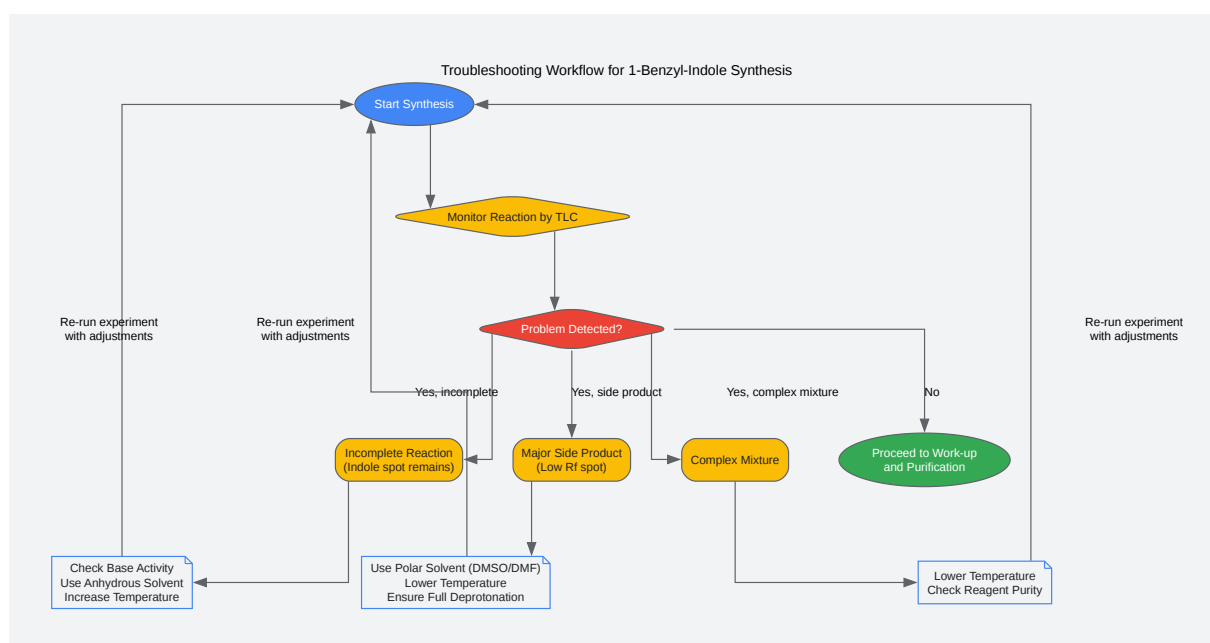 Troubleshooting Workflow for 1-Benzyl-Indole Synthesis
Start Synthesis
Monitor Reaction by TLC
Re-run experiment
with adjustments
Re-run experiment
with adjustments
Problem Detected?
Re-run experiment
with adjustments
Yes, incomplete
Yes, side product
Yes, complex mixture
No
Incomplete Reaction
(Indole spot remains)
Major Side Product
(Low Rf spot)
Complex Mixture
Proceed to Work-up
and Purification
Check Base Activity
Use Anhydrous Solvent
Increase Temperature
Use Polar Solvent (DMSO/DMF)
Lower Temperature
Ensure Full Deprotonation
Lower Temperature
Check Reagent Purity